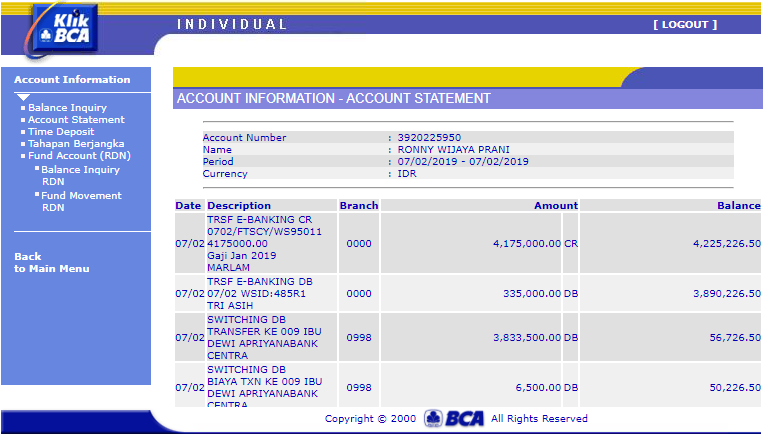 Klik
BCA
INDIVIDUAL
[ LOGOUT ]
Account Information
Balance Inquiry
Account Statement
Time Deposit
Tahapan Berjangka
Fund Account (RDN)
Balance Inquiry
RDN
Fund Movement
RDN
Back
to Main Menu
ACCOUNT INFORMATION - ACCOUNT STATEMENT
Account Number : 3920225950
Name : RONNY WIJAYA PRANI
Period : 07/02/2019 - 07/02/2019
Currency : IDR
Date Description Branch Amount Balance
TRSF E-BANKING CR
0702/FTSCY/WS95011
07/02 4175000.00 0000 4,175,000.00 CR 4,225,226.50
Gaji Jan 2019
MARLAM
TRSF E-BANKING DB
07/02 07/02 WSID:485R1 0000 335,000.00 DB 3,890,226.50
TRI ASIH
SWITCHING DB
TRANSFER KE 009 IBU
07/02 DEWI APRIYANABANK 0998 3,833,500.00 DB 56,726.50
CENTRA
SWITCHING DB
BIAYA TXN KE 009 IBU
07/02 DEWI APRIYANABANK 0998 6,500.00 DB 50,226.50
CENTRA
Copyright © 2000 BCA All Rights Reserved